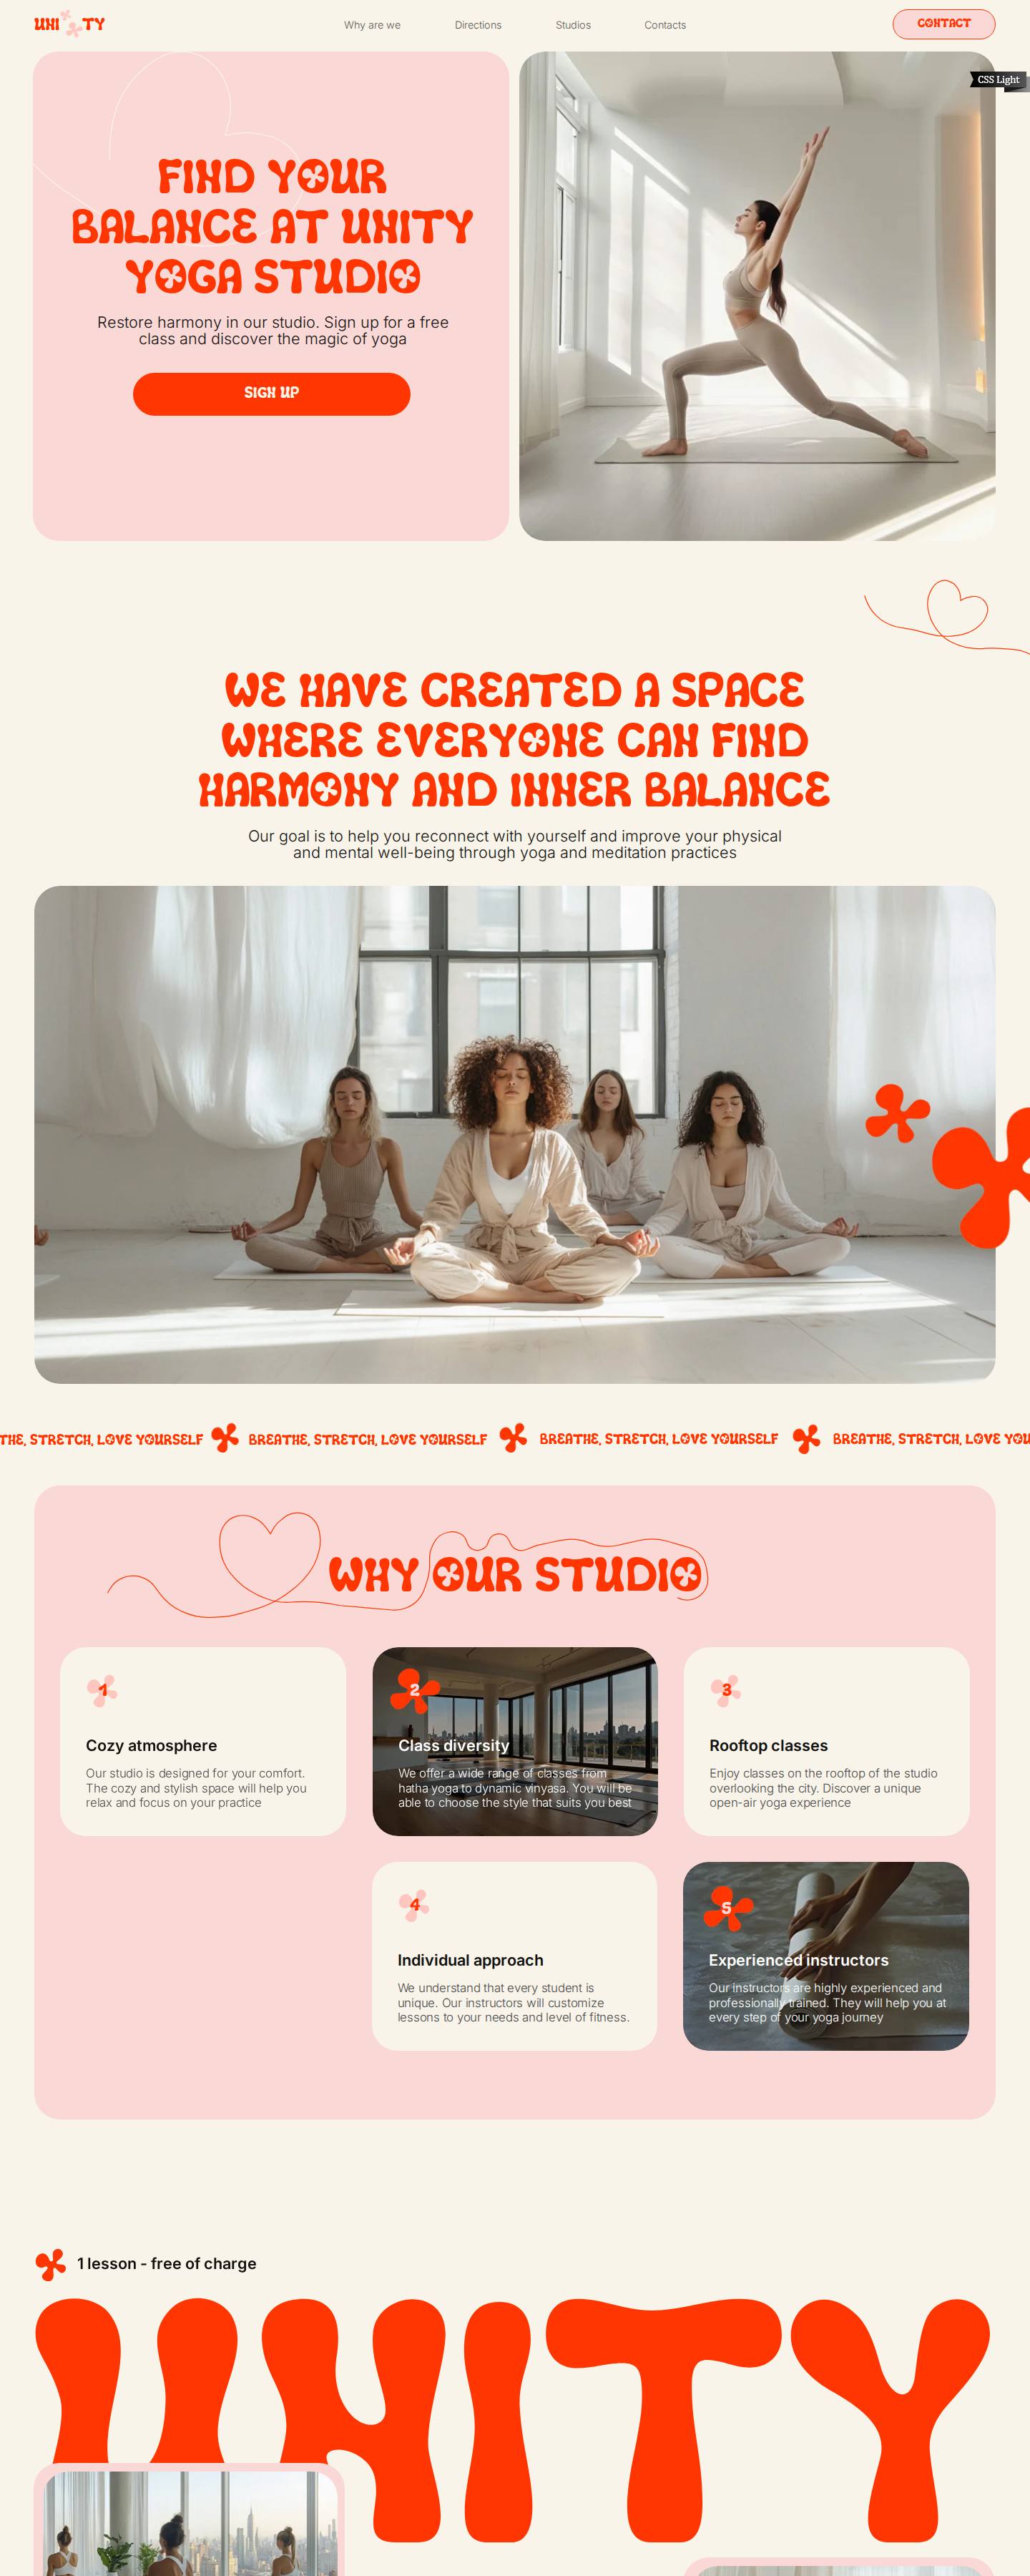 UNI TY
Why are we
Directions
Studios
Contacts
CONTACT
CSS Light
FIND YOUR
BALANCE AT UNITY
YOGA STUDIO
Restore harmony in our studio. Sign up for a free
class and discover the magic of yoga
SIGN UP
WE HAVE CREATED A SPACE
WHERE EVERYONE CAN FIND
HARMONY AND INNER BALANCE
Our goal is to help you reconnect with yourself and improve your physical
and mental well-being through yoga and meditation practices
THE, STRETCH, LOVE YOURSELF BREATHE, STRETCH, LOVE YOURSELF BREATHE, STRETCH, LOVE YOURSELF BREATHE, STRETCH, LOVE YOU
WHY OUR STUDIO
1
Cozy atmosphere
Our studio is designed for your comfort.
The cozy and stylish space will help you
relax and focus on your practice
2
Class diversity
We offer a wide range of classes from
hatha yoga to dynamic vinyasa. You will be
able to choose the style that suits you best
3
Rooftop classes
Enjoy classes on the rooftop of the studio
overlooking the city. Discover a unique
open-air yoga experience
4
Individual approach
We understand that every student is
unique. Our instructors will customize
lessons to your needs and level of fitness.
5
Experienced instructors
Our instructors are highly experienced and
professionally trained. They will help you at
every step of your yoga journey
1 lesson - free of charge
UNITY